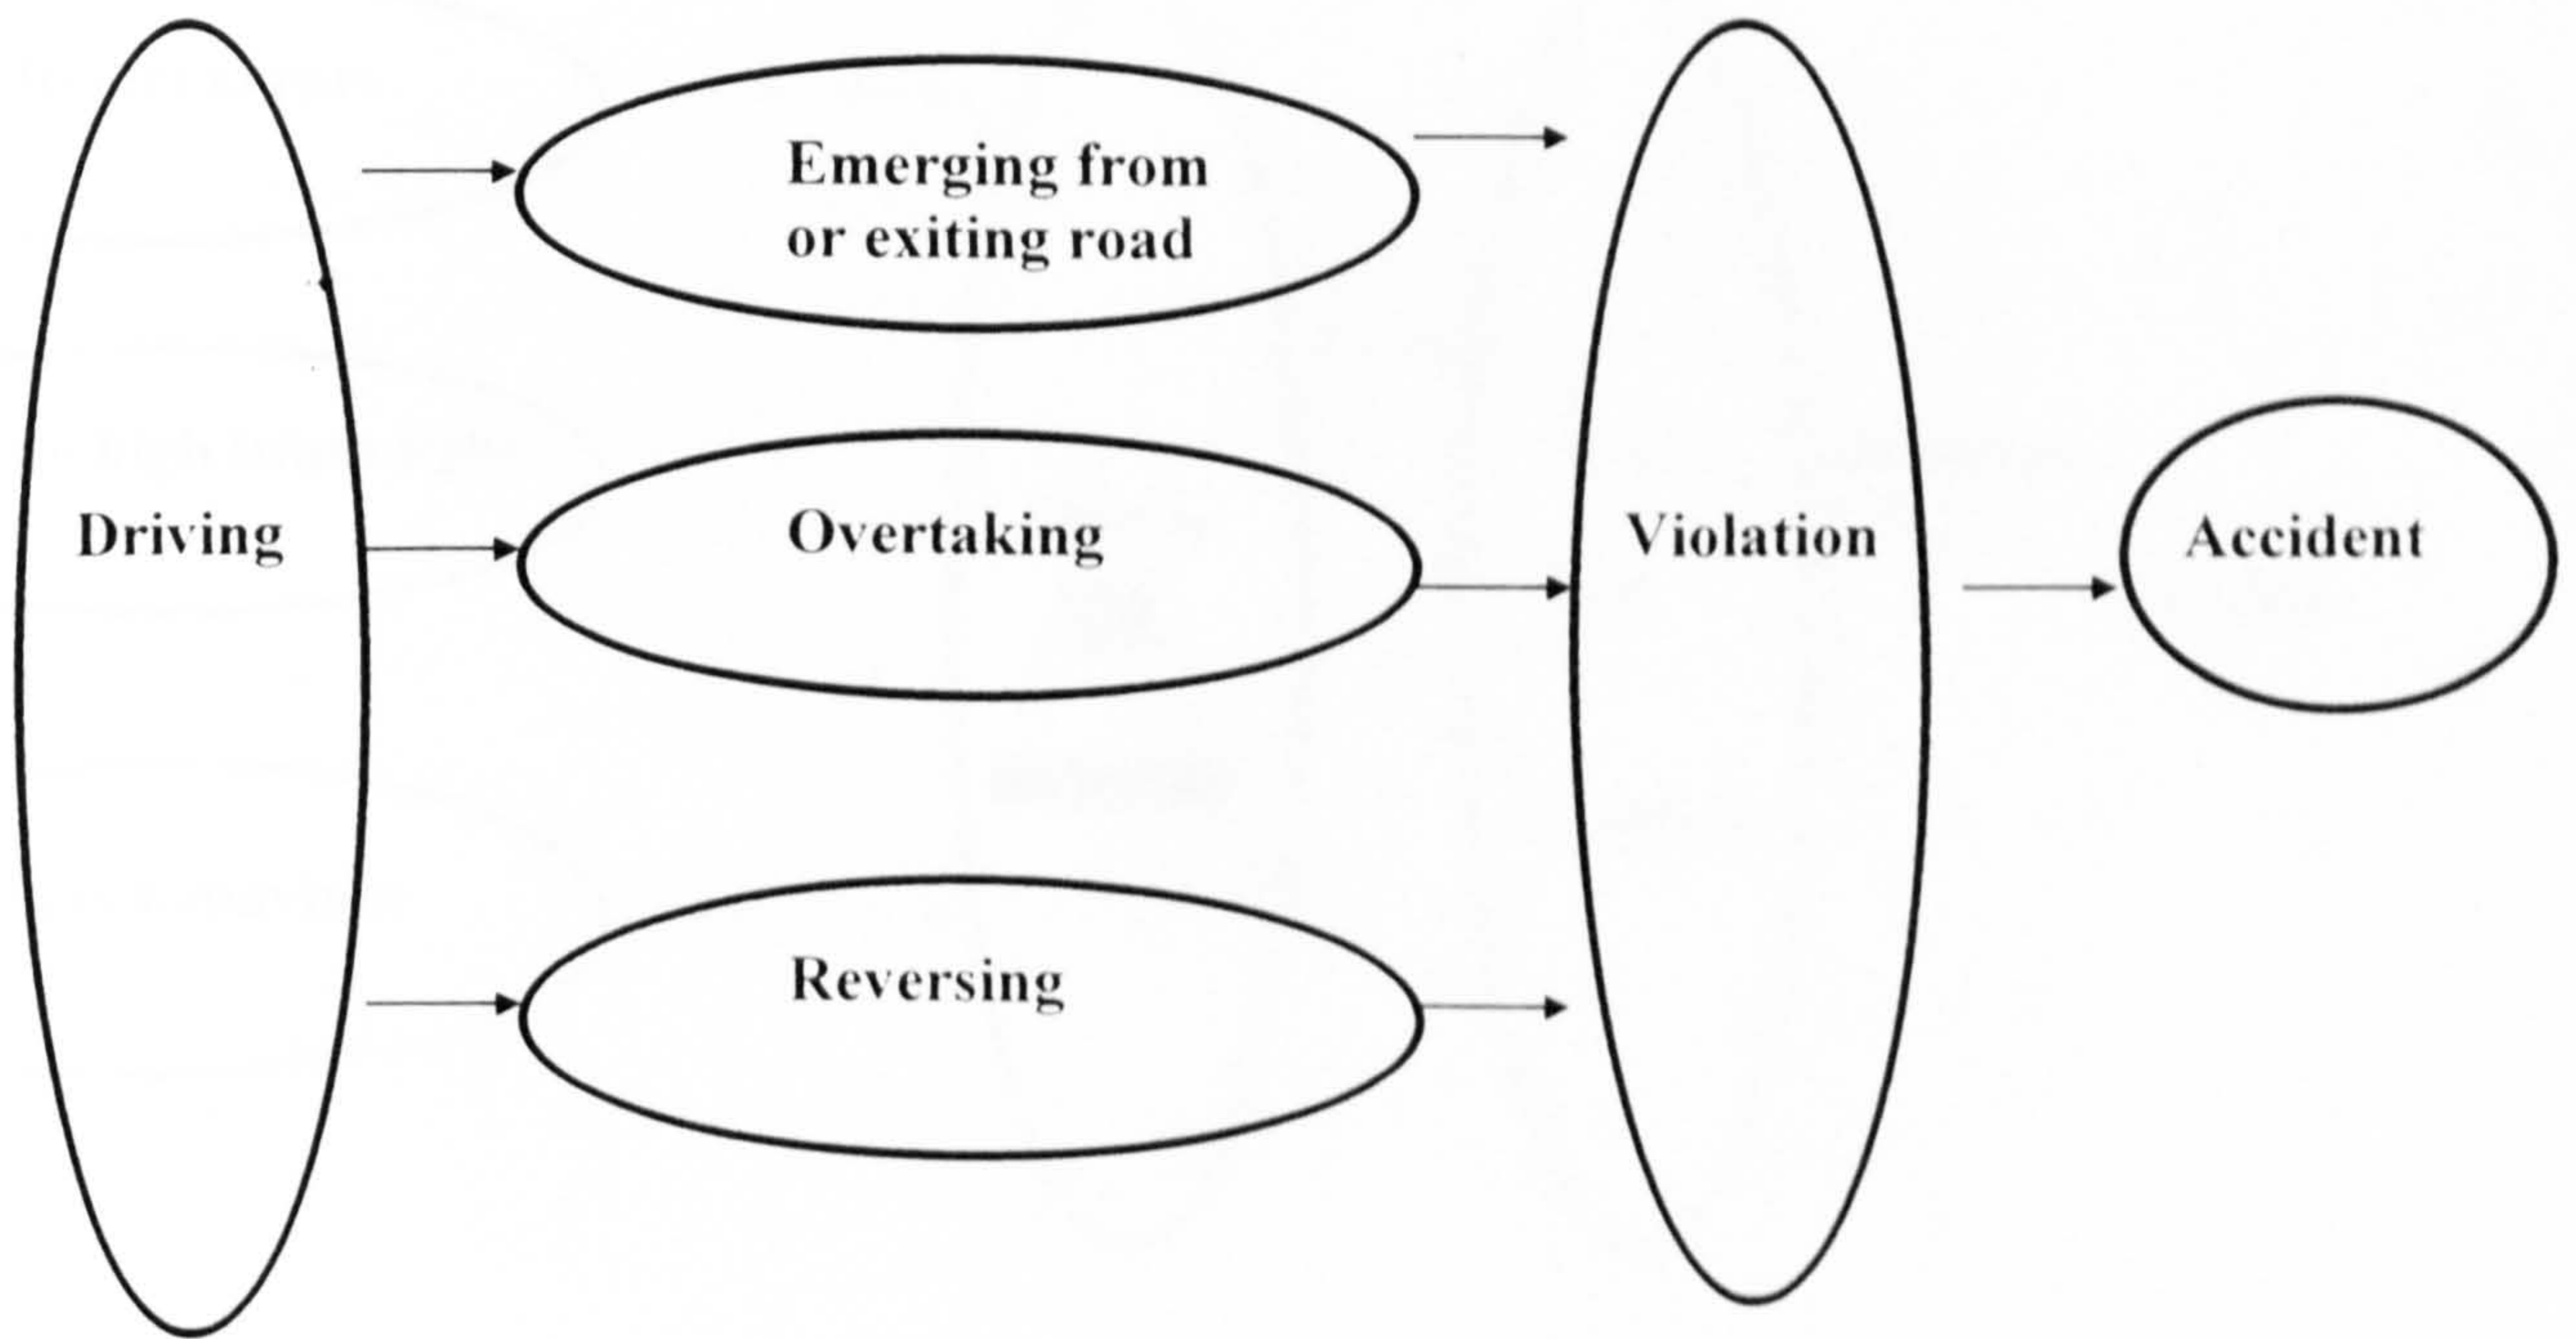 Emerging from
or exiting road
Driving
Overtaking
Violation
Accident
Reversing